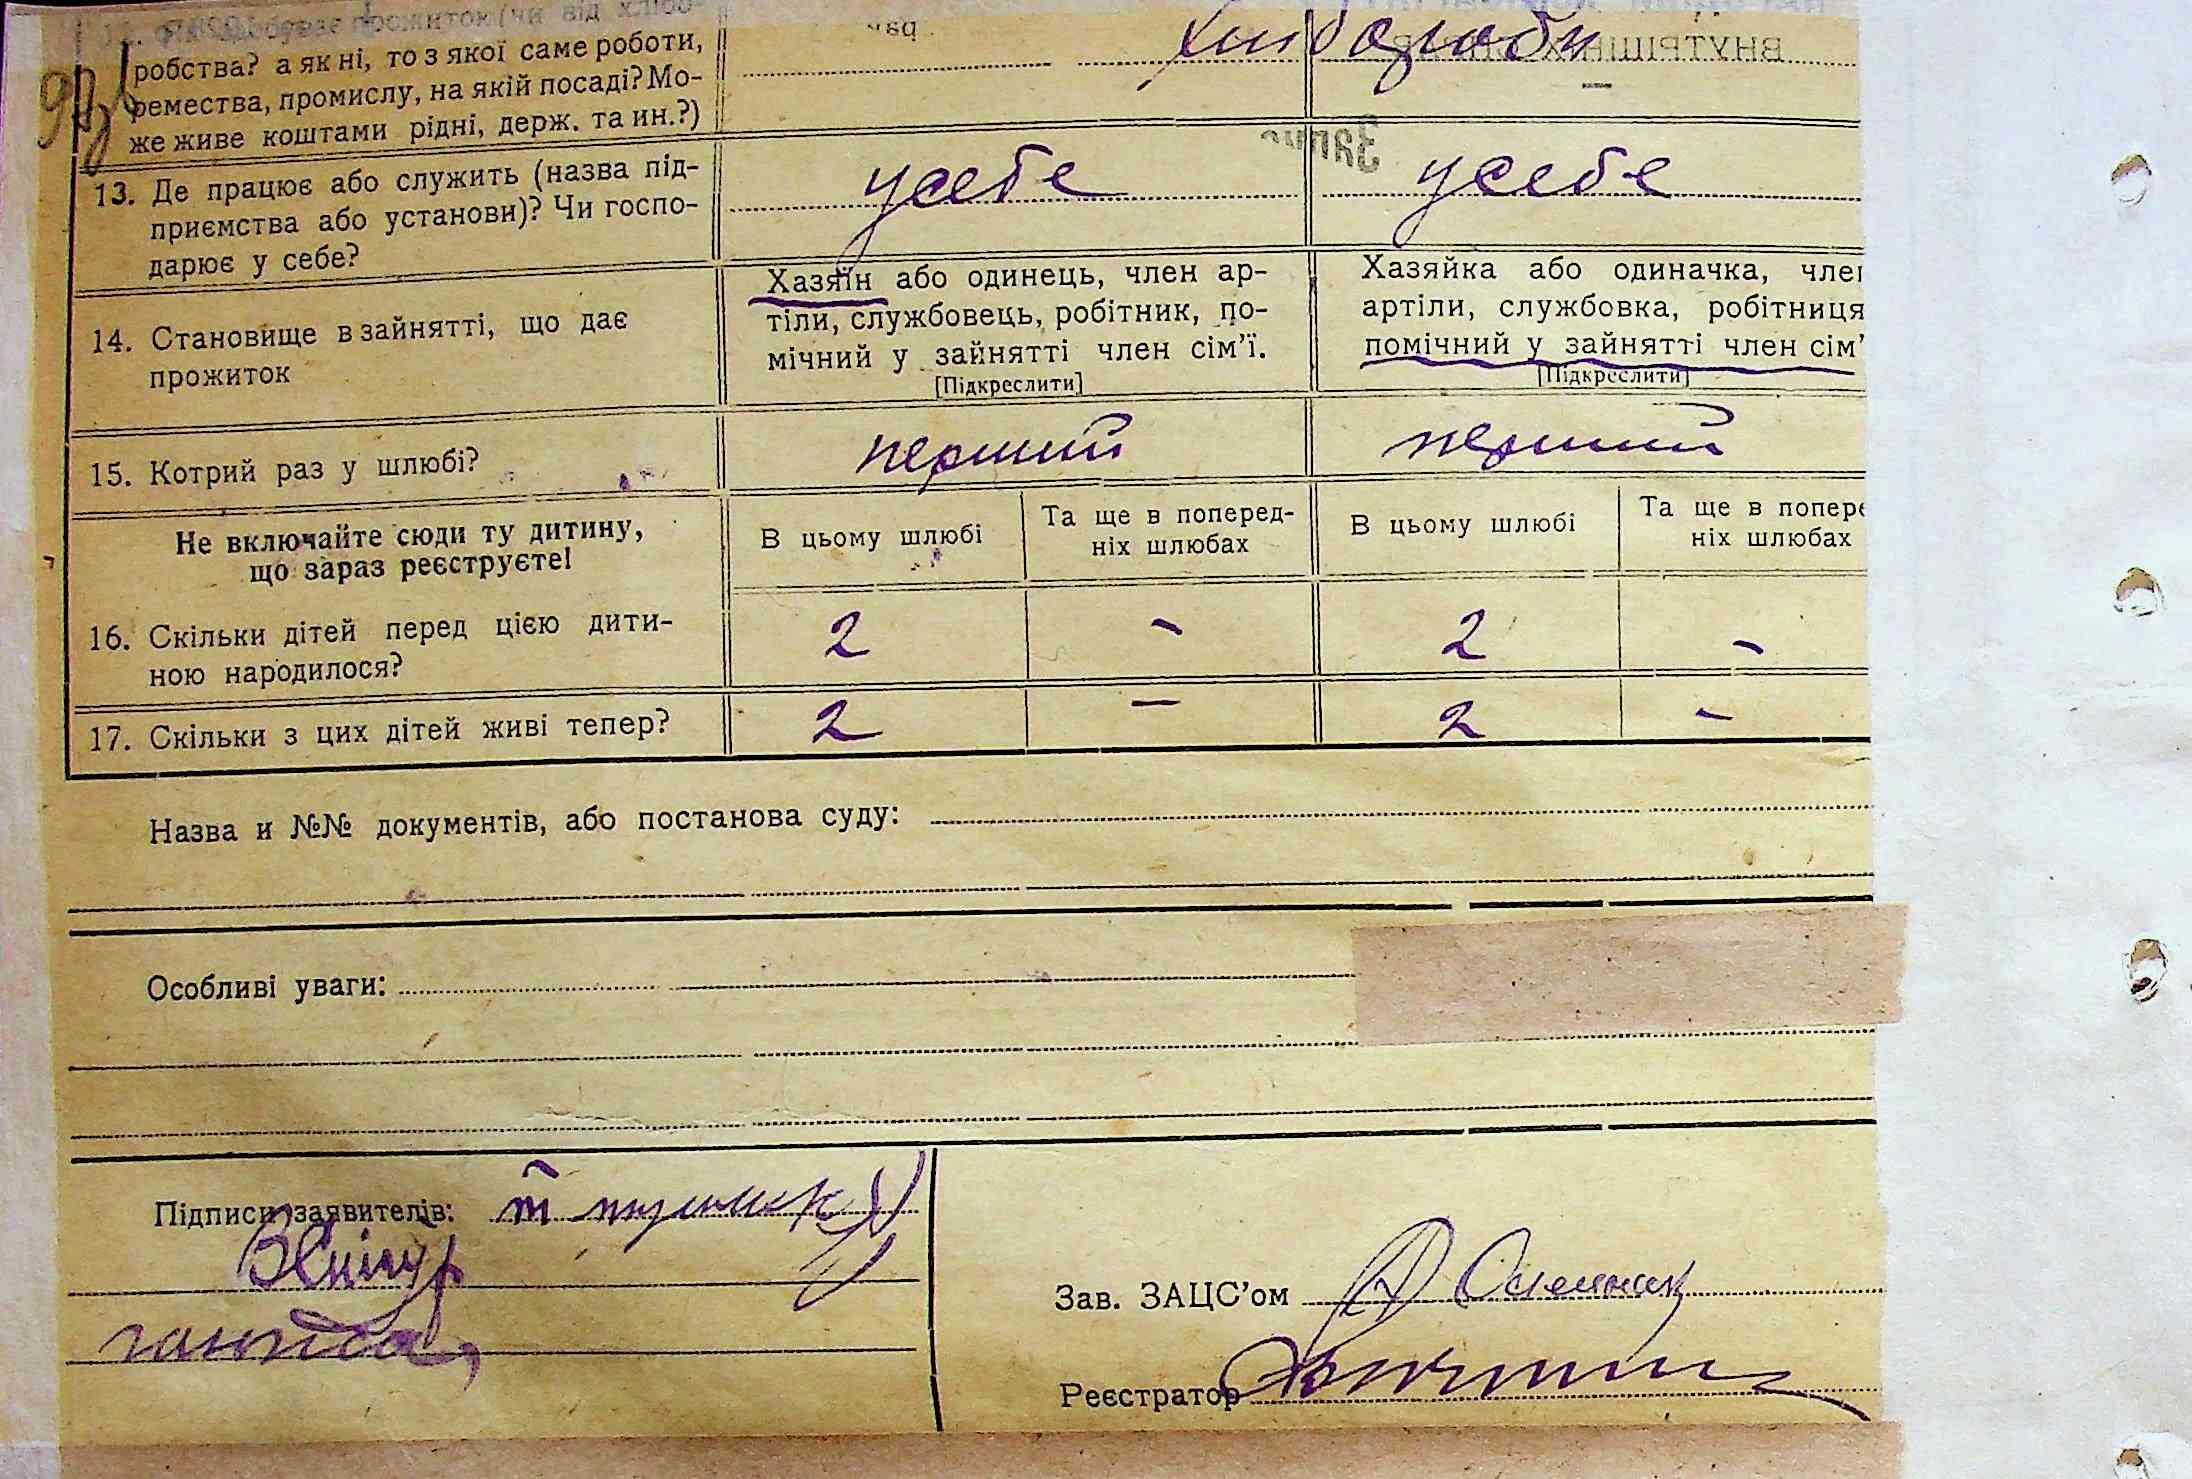 робства? а як ні, то з якої саме роботи,
ремества, промислу, на якій посаді? Мо-
же живе коштами рідні, держ. та ин.?)
Хлібороби
13. Де працює або служить (назва під-
приємства або установи)? Чи госпо-
дарює у себе?
усебе
усебе
14. Становище в зайнятті, що дає
прожиток
Хазяїн або одинець, член ар-
тіли, службовець, робітник, по-
мічний у зайнятті член сім'ї.
[Підкреслити]
Хазяйка або одиначка, член
артіли, службовка, робітниця
помічний у зайнятті член сім'
[Підкреслити]
15. Котрий раз у шлюбі?
перший
перший
Не включайте сюди ту дитину,
що зараз реєструєте!
В цьому шлюбі
Та ще в поперед-
ніх шлюбах
В цьому шлюбі
Та ще в попере
ніх шлюбах
16. Скільки дітей перед цією дити-
ною народилося?
2 - 2 -
17. Скільки з цих дітей живі тепер?
2 - 2 -
Назва и №№ документів, або постанова суду:
Особливі уваги:
Підписи заявителів:
Зав. ЗАЦС'ом
Реєстратор